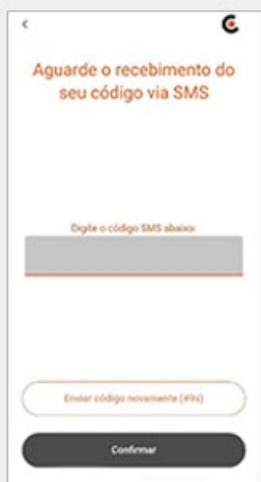 Aguarde o recebimento do
seu código via SMS
Digite o código SMS abaixo:
Enviar código novamente (49s)
Confirmar